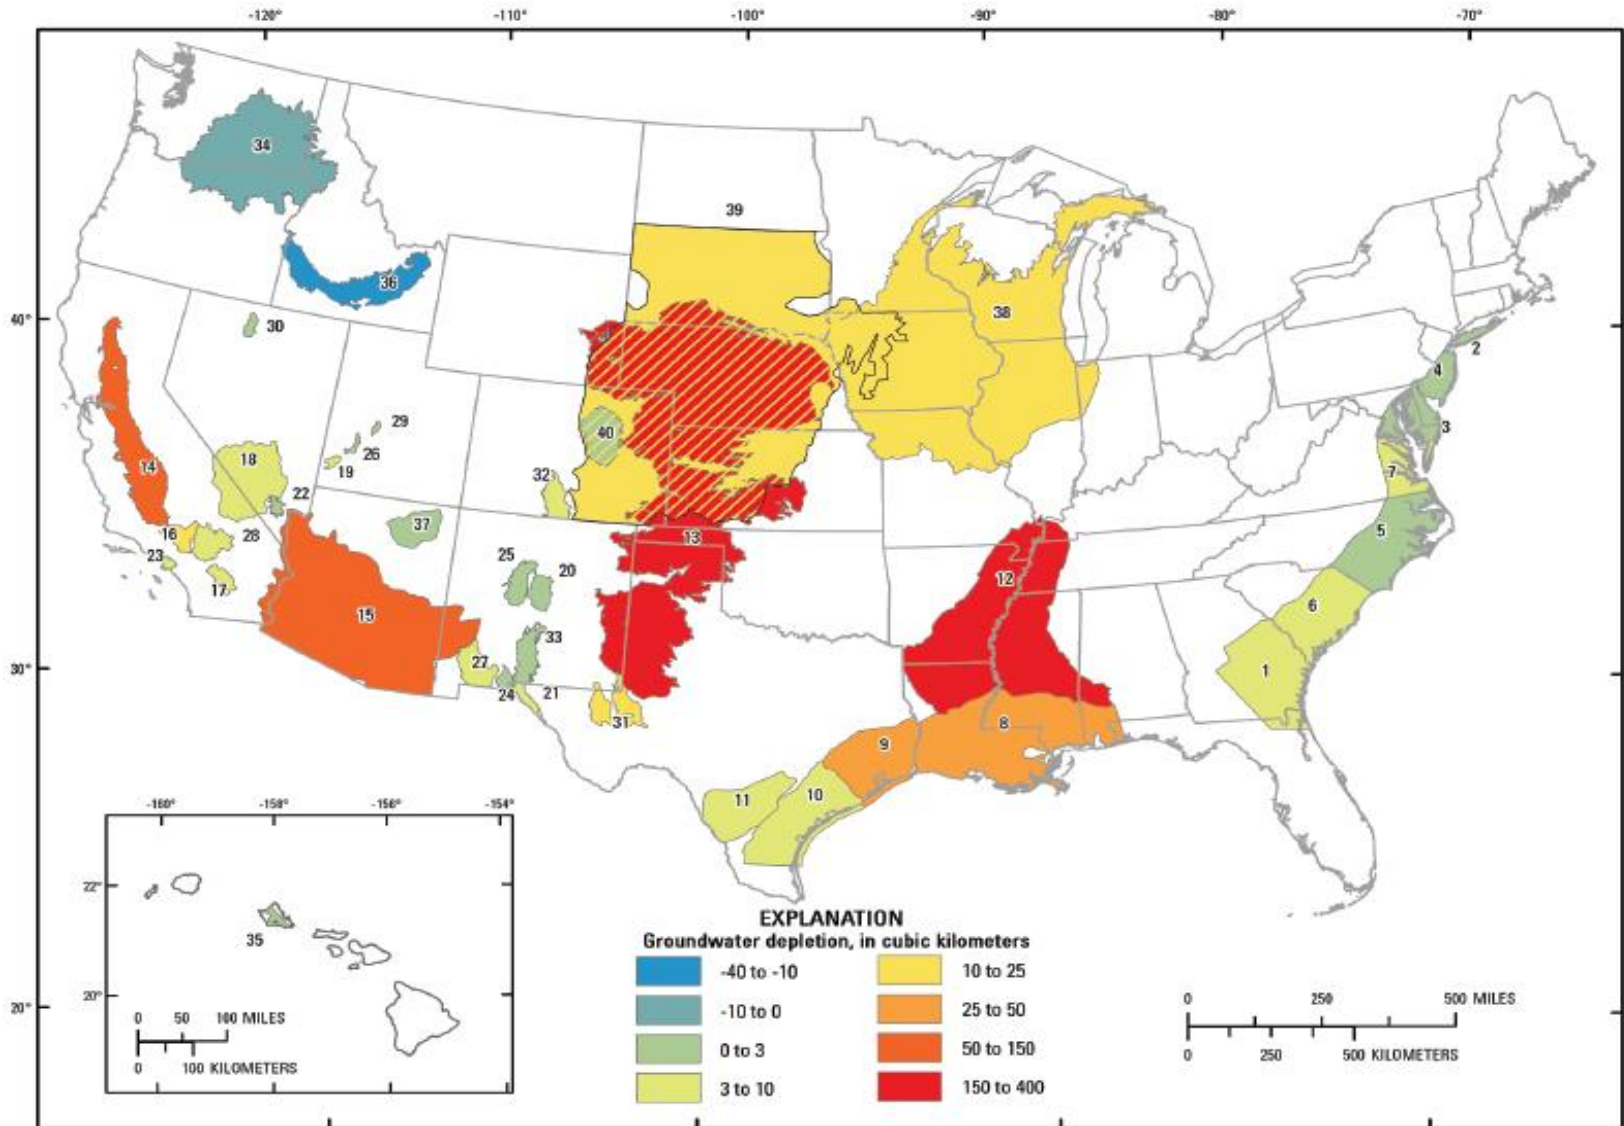 -120° -110° -100° -90° -80° -70°
34
39
36
38
40°
30
2
4
29
40
3
26
14
18
19
32
7
22
37
13
5
16
28
23
25
12
20
17
6
15
33
27
1
30°
24
21
31
8
9
11
10
-160° -158° -156° -154°
22°
35
20°
0 50 100 MILES
0 100 KILOMETERS
20°
EXPLANATION
Groundwater depletion, in cubic kilometers
-40 to -10
-10 to 0
0 to 3
3 to 10
10 to 25
25 to 50
50 to 150
150 to 400
0 250 500 MILES
0 250 500 KILOMETERS